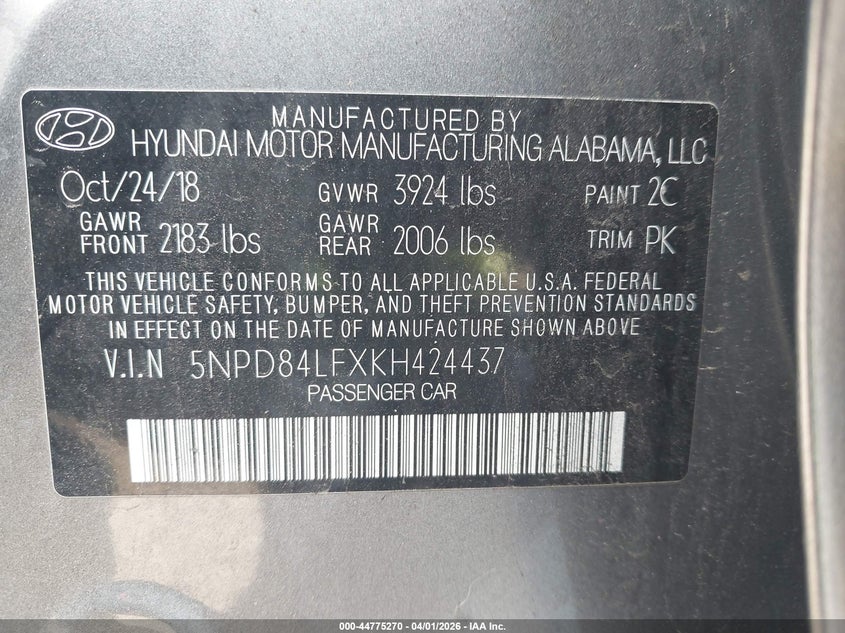 MANUFACTURED BY
HYUNDAI MOTOR MANUFACTURING ALABAMA, LLC
Oct/24/18 GVWR 3924 lbs PAINT 2C
GAWR FRONT 2183 lbs GAWR REAR 2006 lbs TRIM PK
THIS VEHICLE CONFORMS TO ALL APPLICABLE U.S.A. FEDERAL
MOTOR VEHICLE SAFETY, BUMPER, AND THEFT PREVENTION STANDARDS
IN EFFECT ON THE DATE OF MANUFACTURE SHOWN ABOVE
V.I.N 5NPD84LFXKH424437
PASSENGER CAR
000-44775270 - 04/01/2026 - IAA Inc.